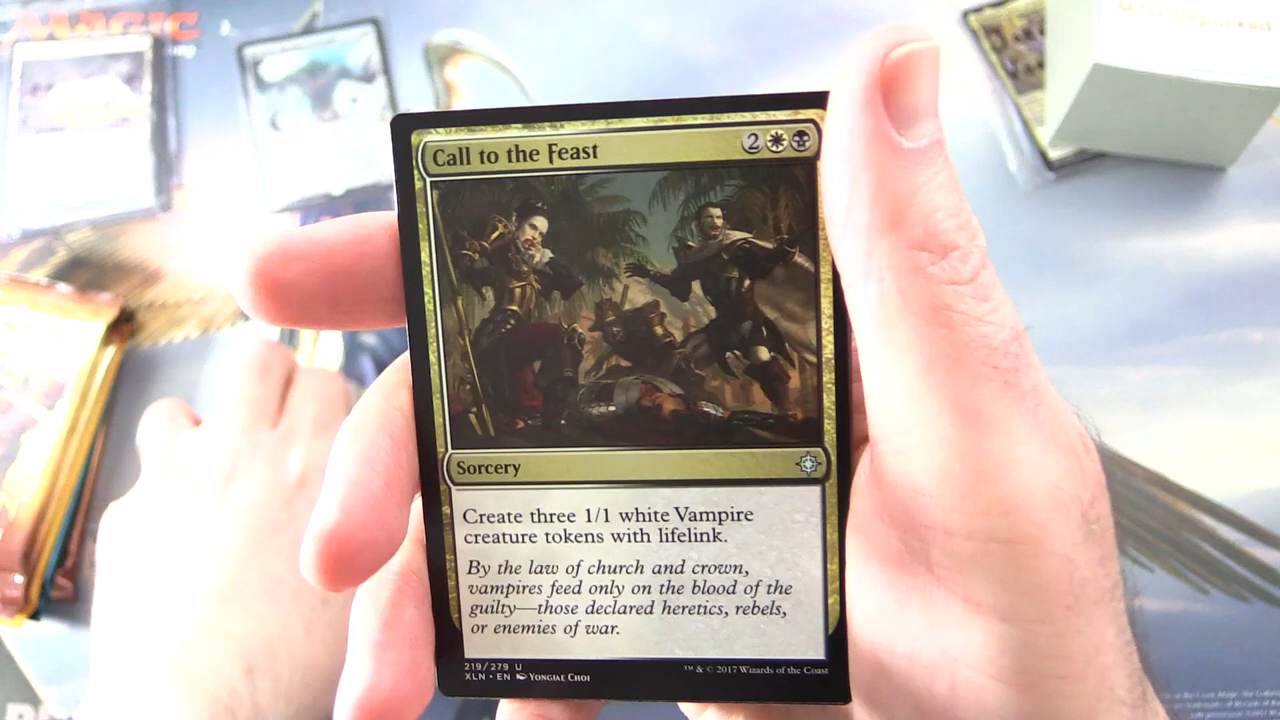 MAGIC
Call to the Feast
2
Sorcery
Create three 1/1 white Vampire
creature tokens with lifelink.
By the law of church and crown,
vampires feed only on the blood of the
guilty—those declared heretics, rebels,
or enemies of war.
219/279 U
XLN • EN Yongjae Choi
™ & © 2017 Wizards of the Coast